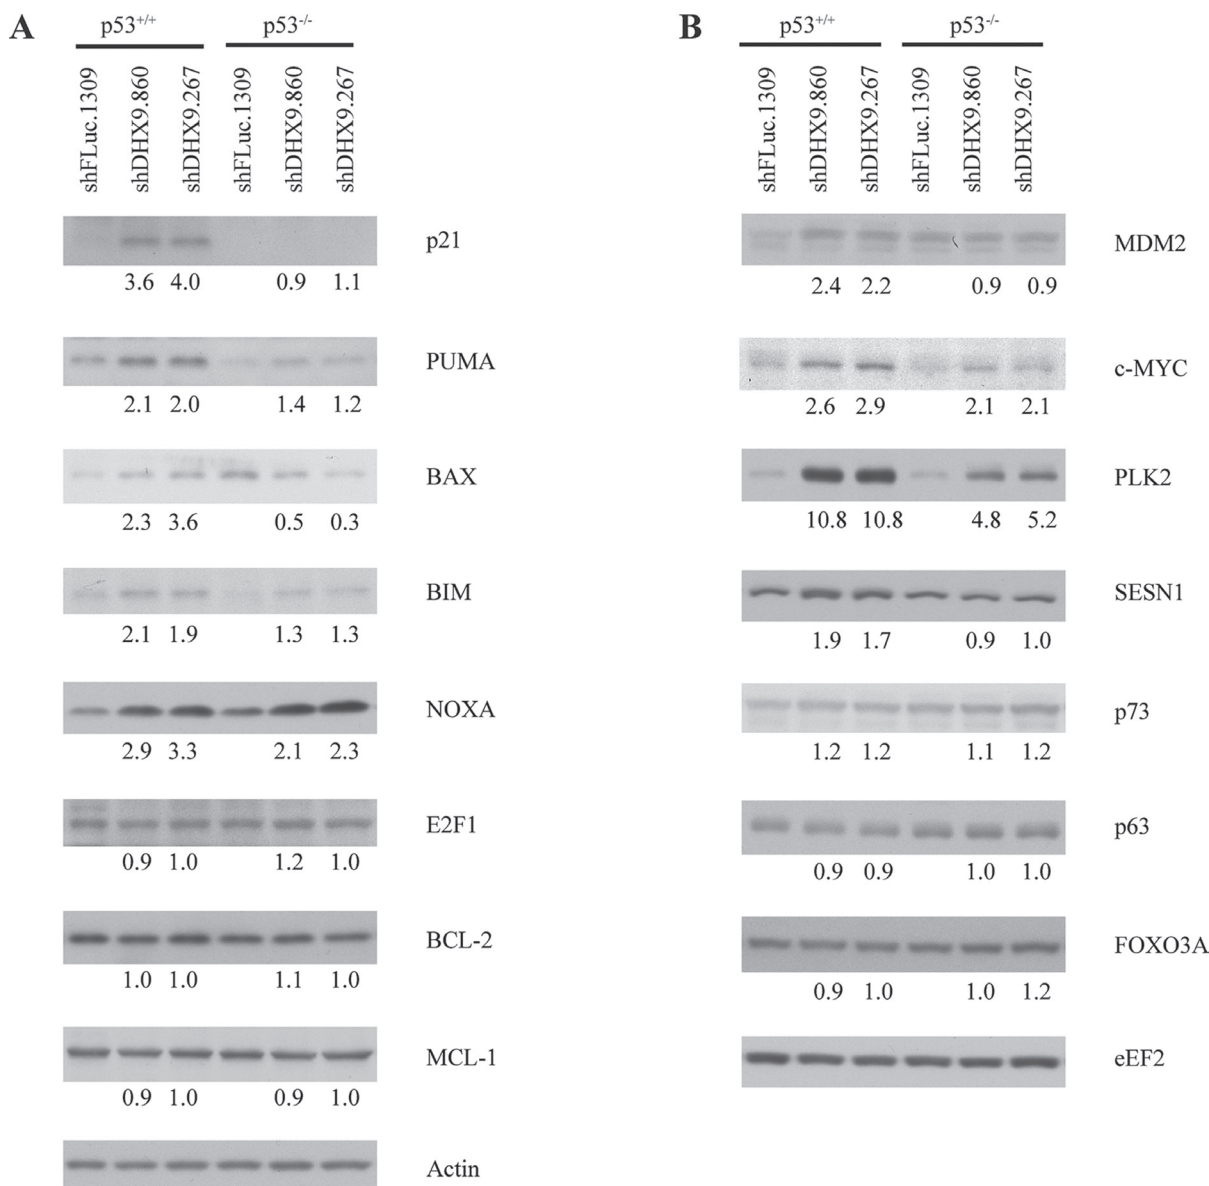 A
p53+/+ p53-/-
shFLuc.1309 shDHX9.860 shDHX9.267 shFLuc.1309 shDHX9.860 shDHX9.267
p21
3.6 4.0 0.9 1.1
PUMA
2.1 2.0 1.4 1.2
BAX
2.3 3.6 0.5 0.3
BIM
2.1 1.9 1.3 1.3
NOXA
2.9 3.3 2.1 2.3
E2F1
0.9 1.0 1.2 1.0
BCL-2
1.0 1.0 1.1 1.0
MCL-1
0.9 1.0 0.9 1.0
Actin
B
p53+/+ p53-/-
shFLuc.1309 shDHX9.860 shDHX9.267 shFLuc.1309 shDHX9.860 shDHX9.267
MDM2
2.4 2.2 0.9 0.9
c-MYC
2.6 2.9 2.1 2.1
PLK2
10.8 10.8 4.8 5.2
SESN1
1.9 1.7 0.9 1.0
p73
1.2 1.2 1.1 1.2
p63
0.9 0.9 1.0 1.0
FOXO3A
0.9 1.0 1.0 1.2
eEF2